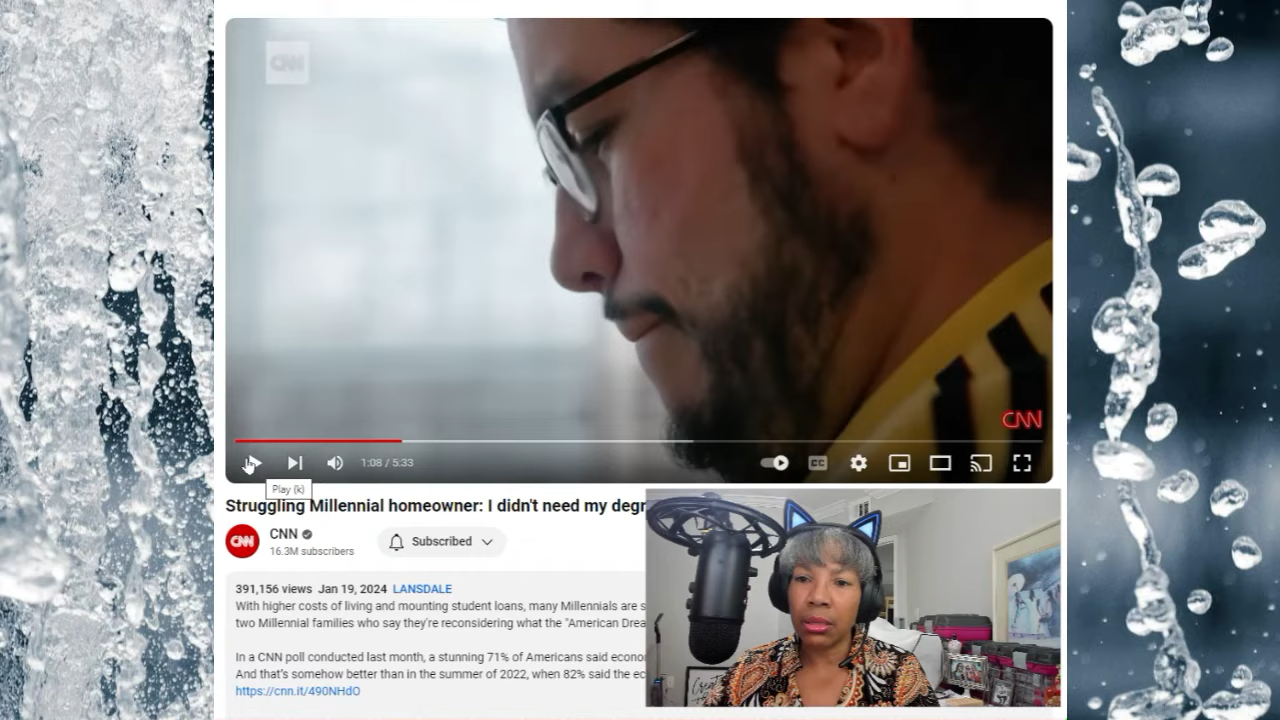 CNN
CNN
1:08 / 5:33
CC
Play (k)
Struggling Millennial homeowner: I didn't need my degr
CNN
CNN
16.3M subscribers
Subscribed
391,156 views Jan 19, 2024 LANSDALE
With higher costs of living and mounting student loans, many Millennials are s
two Millennial families who say they're reconsidering what the "American Drea
In a CNN poll conducted last month, a stunning 71% of Americans said econo
And that's somehow better than in the summer of 2022, when 82% said the ec
https://cnn.it/490NHdO